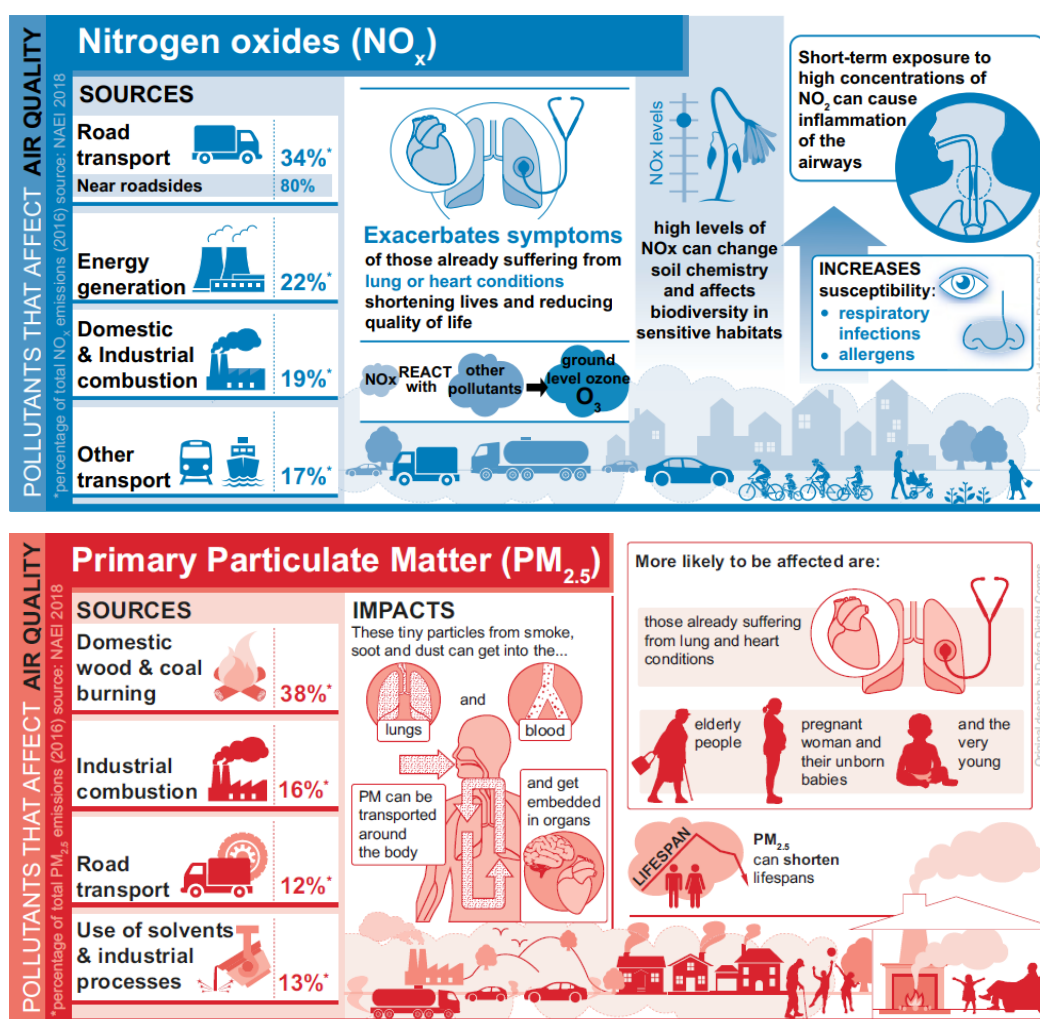 POLLUTANTS THAT AFFECT AIR QUALITY
*percentage of total NOx emissions (2016) source: NAEI 2018
Nitrogen oxides (NOx)
SOURCES
Road
transport
34%*
Near roadsides 80%
Energy
generation
22%*
Domestic
& Industrial
combustion
19%*
Other
transport
17%*
Exacerbates symptoms
of those already suffering from
lung or heart conditions
shortening lives and reducing
quality of life
NOx
REACT
with
other
pollutants
ground
level ozone
O3
NOx levels
high levels of
NOx can change
soil chemistry
and affects
biodiversity in
sensitive habitats
Short-term exposure to
high concentrations of
NO2 can cause
inflammation
of the
airways
INCREASES
susceptibility:
• respiratory
infections
• allergens
POLLUTANTS THAT AFFECT AIR QUALITY
*percentage of total PM2.5 emissions (2016) source: NAEI 2018
Primary Particulate Matter (PM2.5)
SOURCES
Domestic
wood & coal
burning
38%*
Industrial
combustion
16%*
Road
transport
12%*
Use of solvents
& industrial
processes
13%*
IMPACTS
These tiny particles from smoke,
soot and dust can get into the...
lungs
and
blood
PM can be
transported
around
the body
and get
embedded
in organs
More likely to be affected are:
those already suffering
from lung and heart
conditions
elderly
people
pregnant
woman and
their unborn
babies
and the
very
young
LIFESPAN
PM2.5
can shorten
lifespans